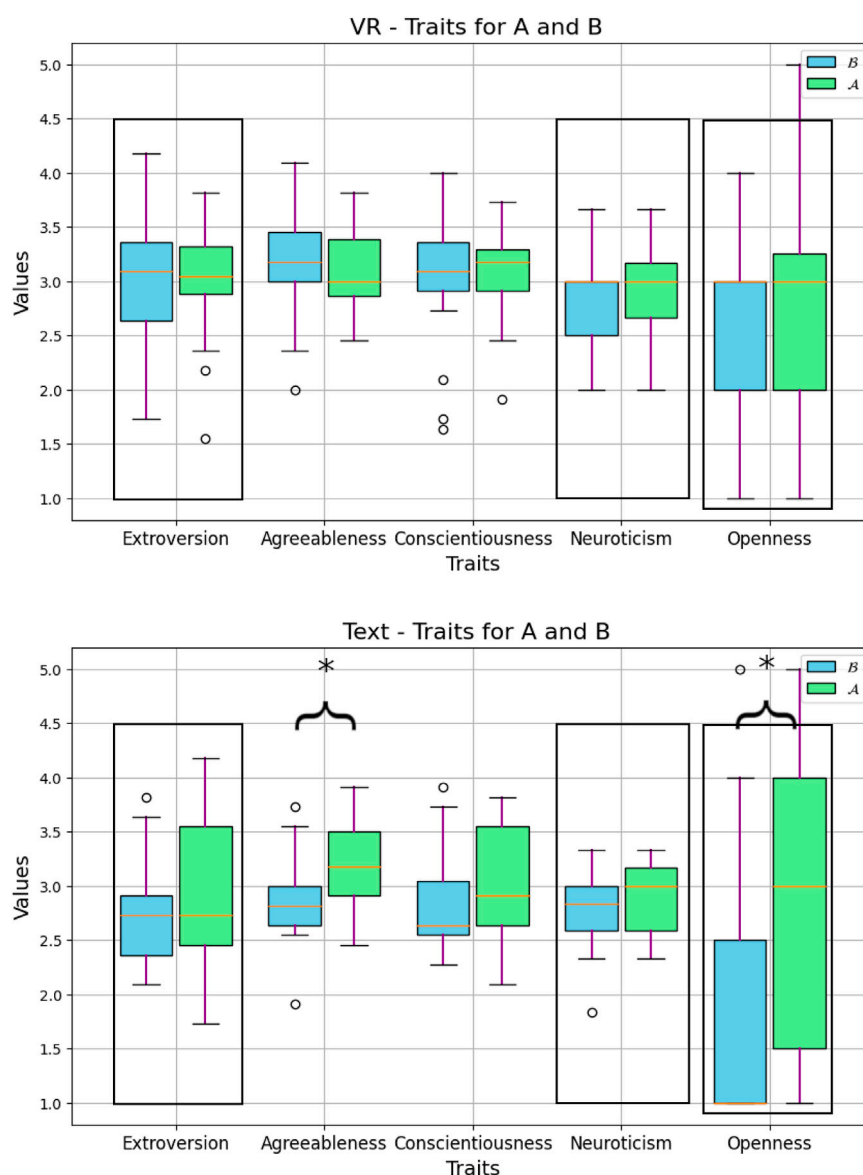 VR - Traits for A and B
Values
5.0
4.5
4.0
3.5
3.0
2.5
2.0
1.5
1.0
ℬ
𝒜
Extroversion Agreeableness Conscientiousness Neuroticism Openness
Traits
Text - Traits for A and B
Values
5.0
4.5
4.0
3.5
3.0
2.5
2.0
1.5
1.0
*
*
ℬ
𝒜
Extroversion Agreeableness Conscientiousness Neuroticism Openness
Traits